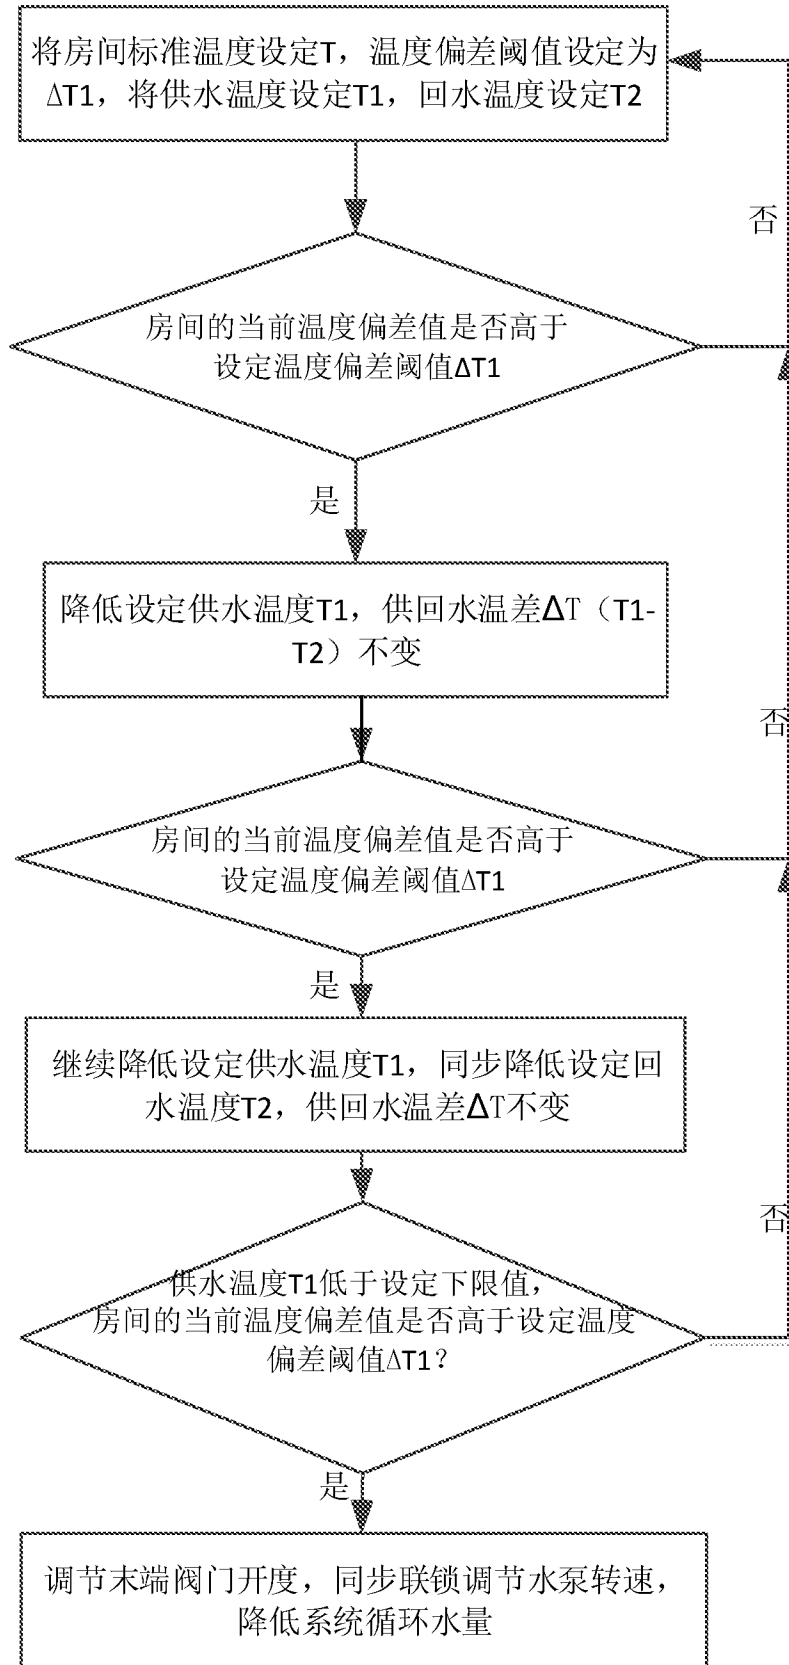 将房间标准温度设定T，温度偏差阈值设定为
ΔT1，将供水温度设定T1，回水温度设定T2
否
房间的当前温度偏差值是否高于
设定温度偏差阈值ΔT1
是
降低设定供水温度T1，供回水温差ΔT（T1-
T2）不变
否
房间的当前温度偏差值是否高于
设定温度偏差阈值ΔT1
是
继续降低设定供水温度T1，同步降低设定回
水温度T2，供回水温差ΔT不变
否
供水温度T1低于设定下限值，
房间的当前温度偏差值是否高于设定温度
偏差阈值ΔT1？
是
调节末端阀门开度，同步联锁调节水泵转速，
降低系统循环水量